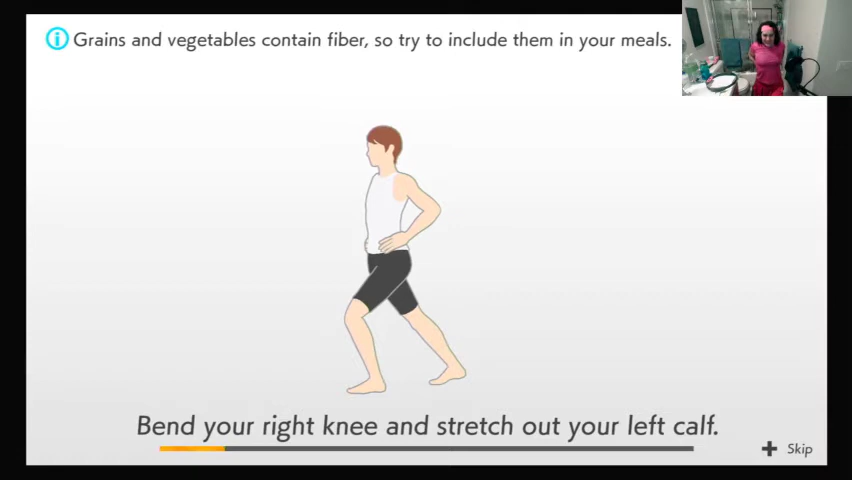 Grains and vegetables contain fiber, so try to include them in your meals.
Bend your right knee and stretch out your left calf.
Skip